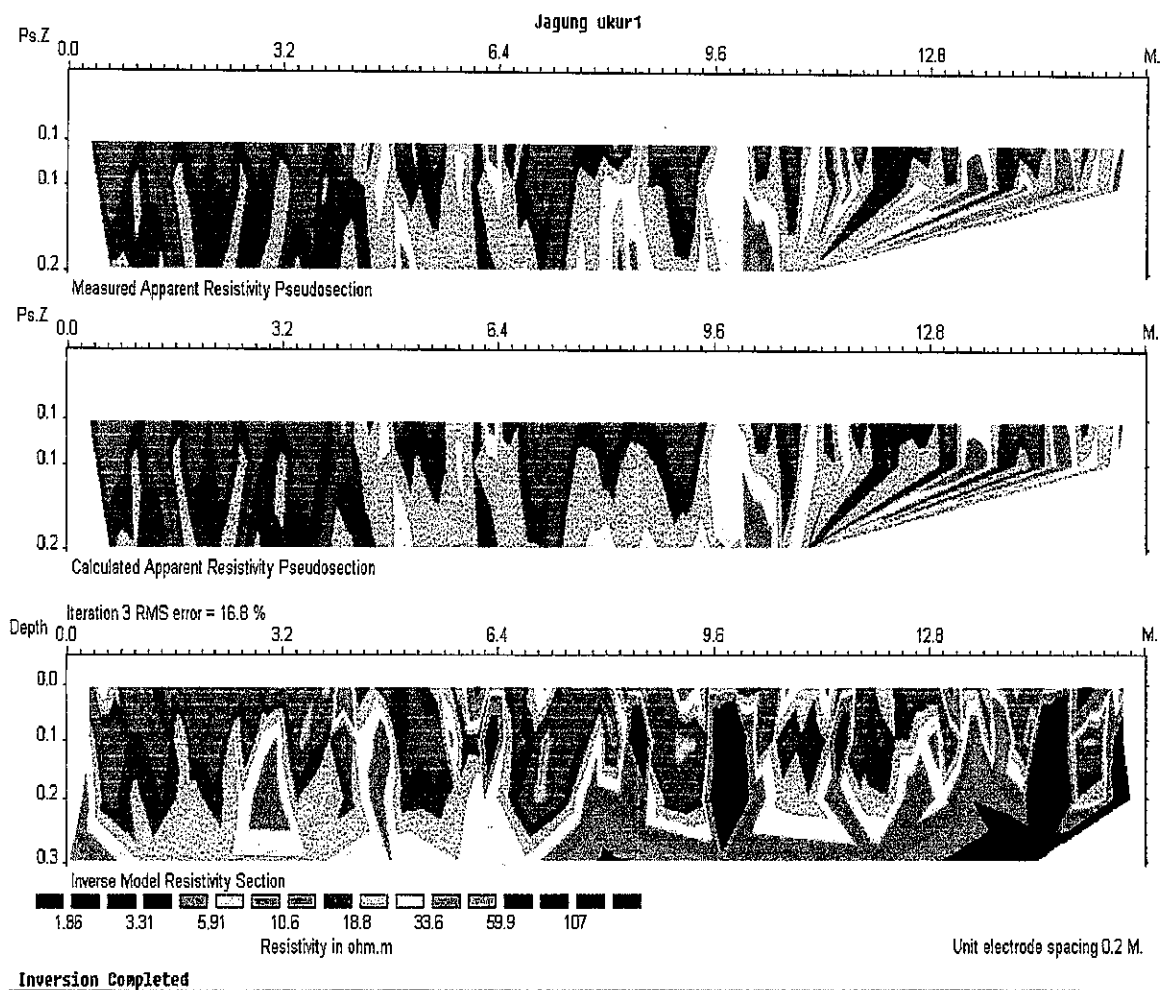 Jagung ukur1
Ps.Z 0.0 3.2 6.4 9.6 12.8 M.
0.1
0.1
0.2
Measured Apparent Resistivity Pseudosection
Ps.Z 0.0 3.2 6.4 9.6 12.8 M.
0.1
0.1
0.2
Calculated Apparent Resistivity Pseudosection
Iteration 3 RMS error = 16.8 %
Depth 0.0 3.2 6.4 9.6 12.8 M.
0.0
0.1
0.2
0.3
Inverse Model Resistivity Section
1.86 3.31 5.91 10.6 18.8 33.6 59.9 107
Resistivity in ohm.m
Unit electrode spacing 0.2 M.
Inversion Completed